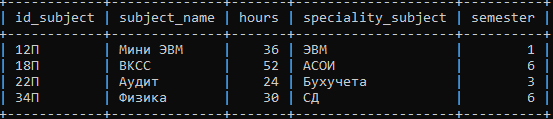 id_subject | subject_name | hours | speciality_subject | semester
12П | Мини ЭВМ | 36 | ЭВМ | 1
18П | ВКСС | 52 | АСОИ | 6
22П | Аудит | 24 | Бухучета | 3
34П | Физика | 30 | СД | 6